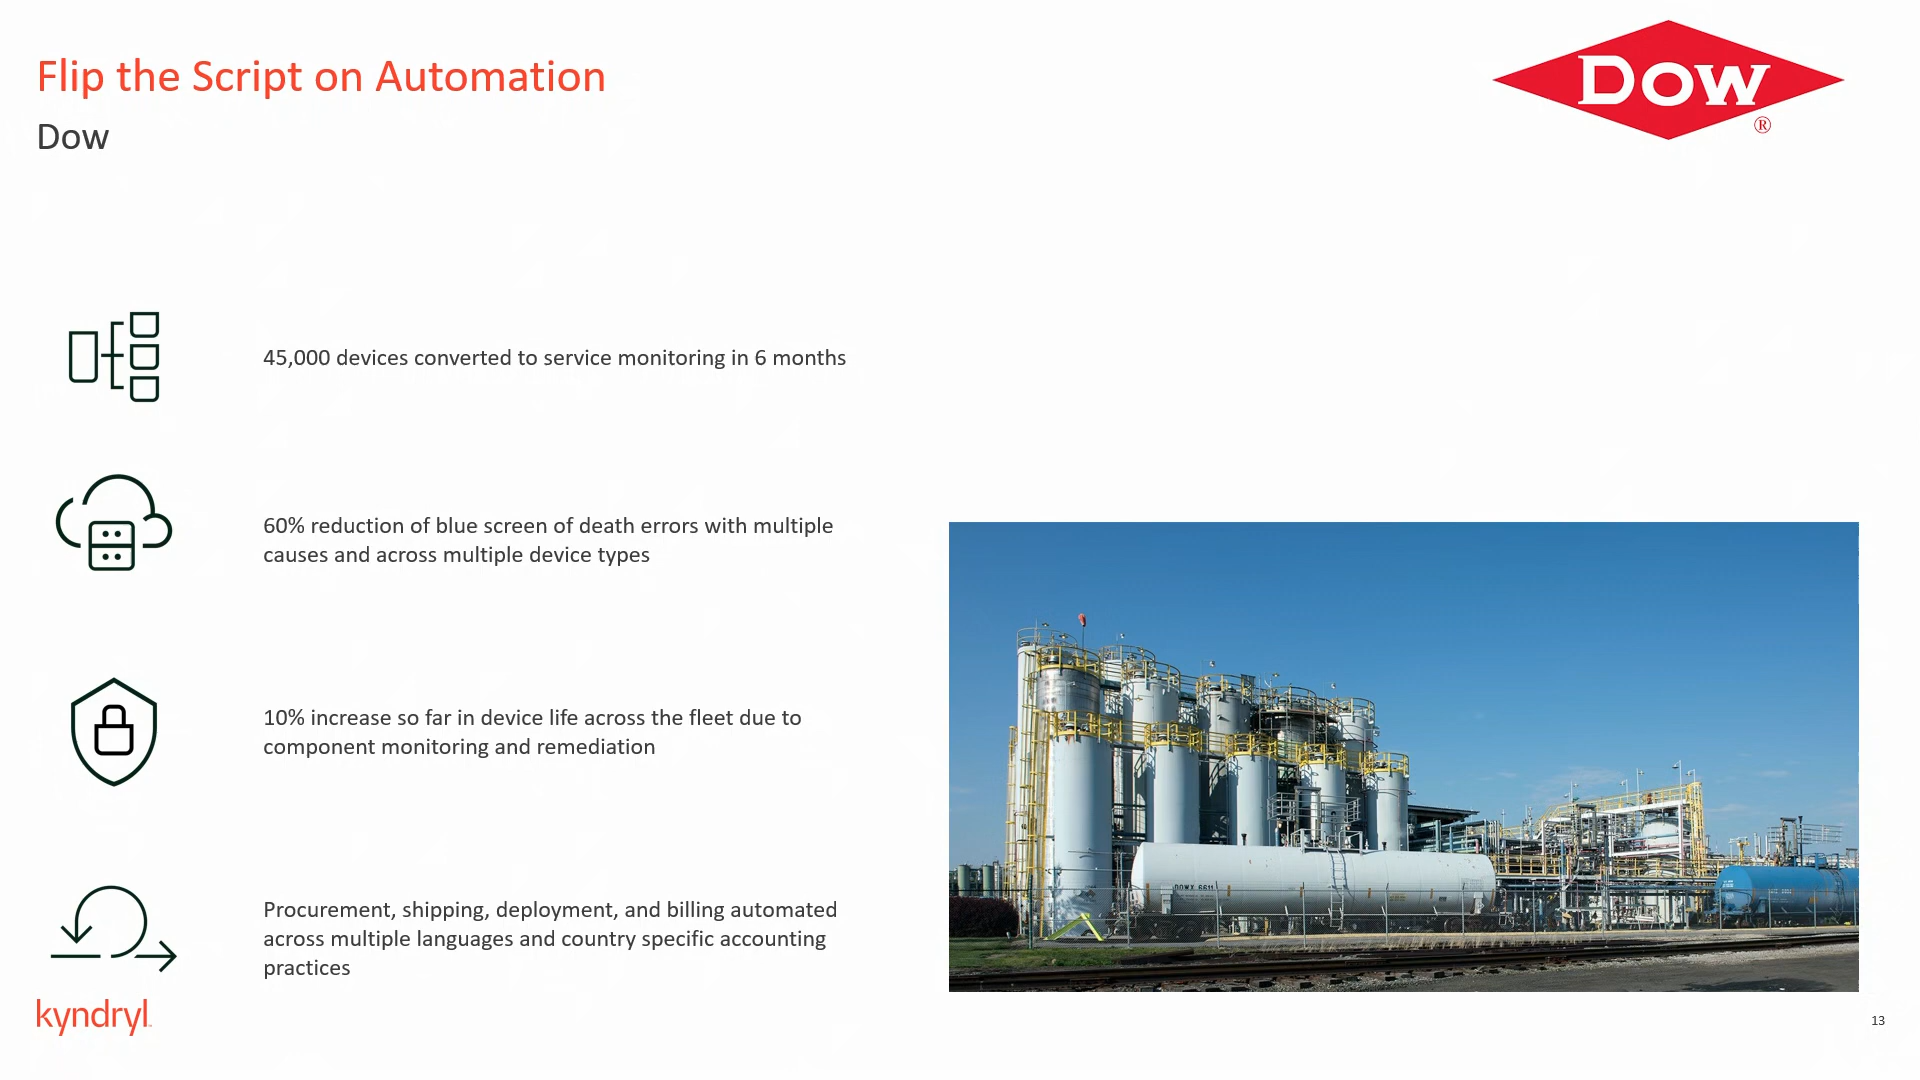 Flip the Script on Automation
Dow
DOW
®
45,000 devices converted to service monitoring in 6 months
60% reduction of blue screen of death errors with multiple
causes and across multiple device types
10% increase so far in device life across the fleet due to
component monitoring and remediation
Procurement, shipping, deployment, and billing automated
across multiple languages and country specific accounting
practices
DOWX 6611
kyndryl
13